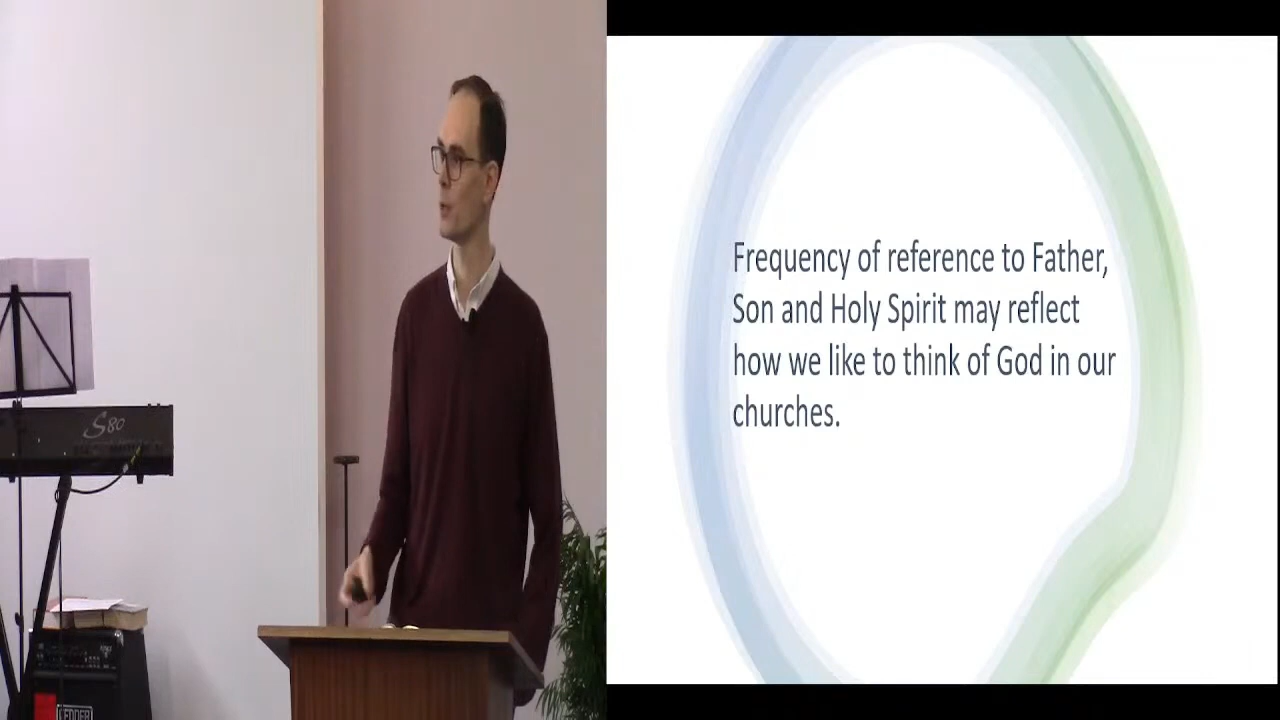 S80
Frequency of reference to Father,
Son and Holy Spirit may reflect
how we like to think of God in our
churches.